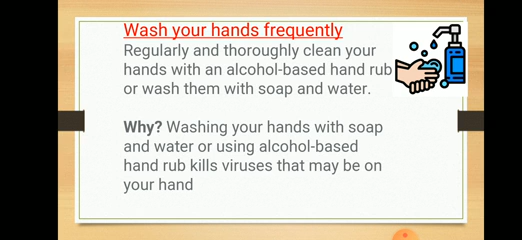 Wash your hands frequently
Regularly and thoroughly clean your
hands with an alcohol-based hand rub
or wash them with soap and water.
Why? Washing your hands with soap
and water or using alcohol-based
hand rub kills viruses that may be on
your hand